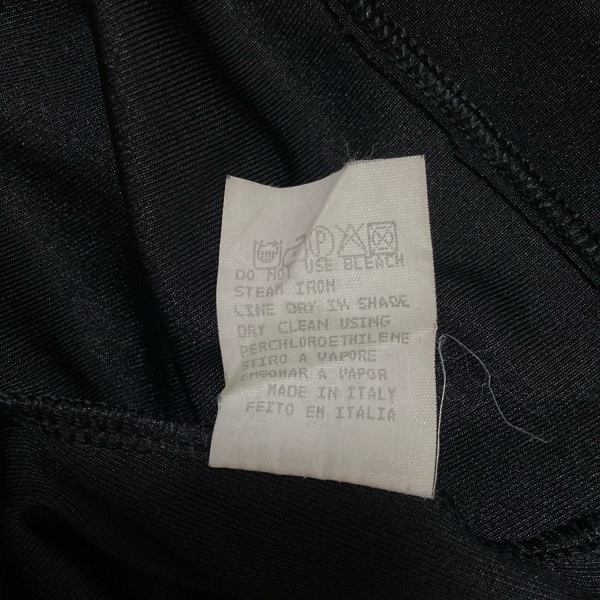 P
DO NOT USE BLEACH
STEAM IRON
LINE DRY IN SHADE
DRY CLEAN USING
PERCHLOROETHILENE
STIRO A VAPORE
ENGOMAR A VAPOR
MADE IN ITALY
FEITO EM ITALIA